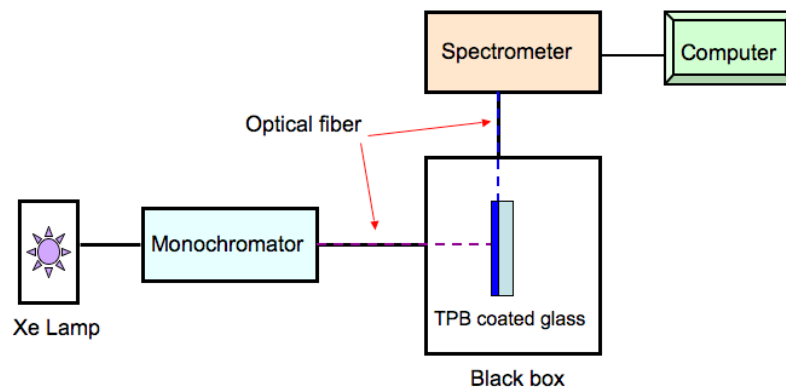 Spectrometer
Computer
Optical fiber
Monochromator
Xe Lamp
TPB coated glass
Black box